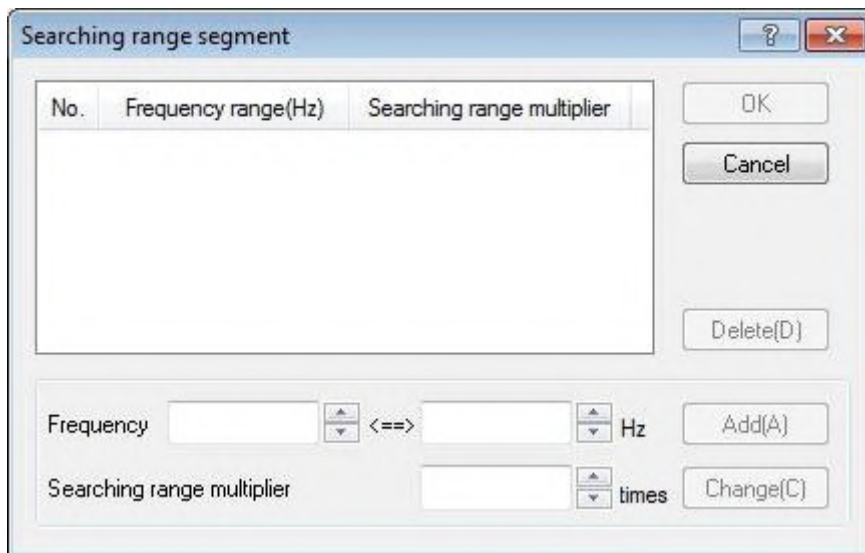 Searching range segment
No. Frequency range(Hz) Searching range multiplier
OK
Cancel
Delete(D)
Frequency <==> Hz Add(A)
Searching range multiplier times Change(C)